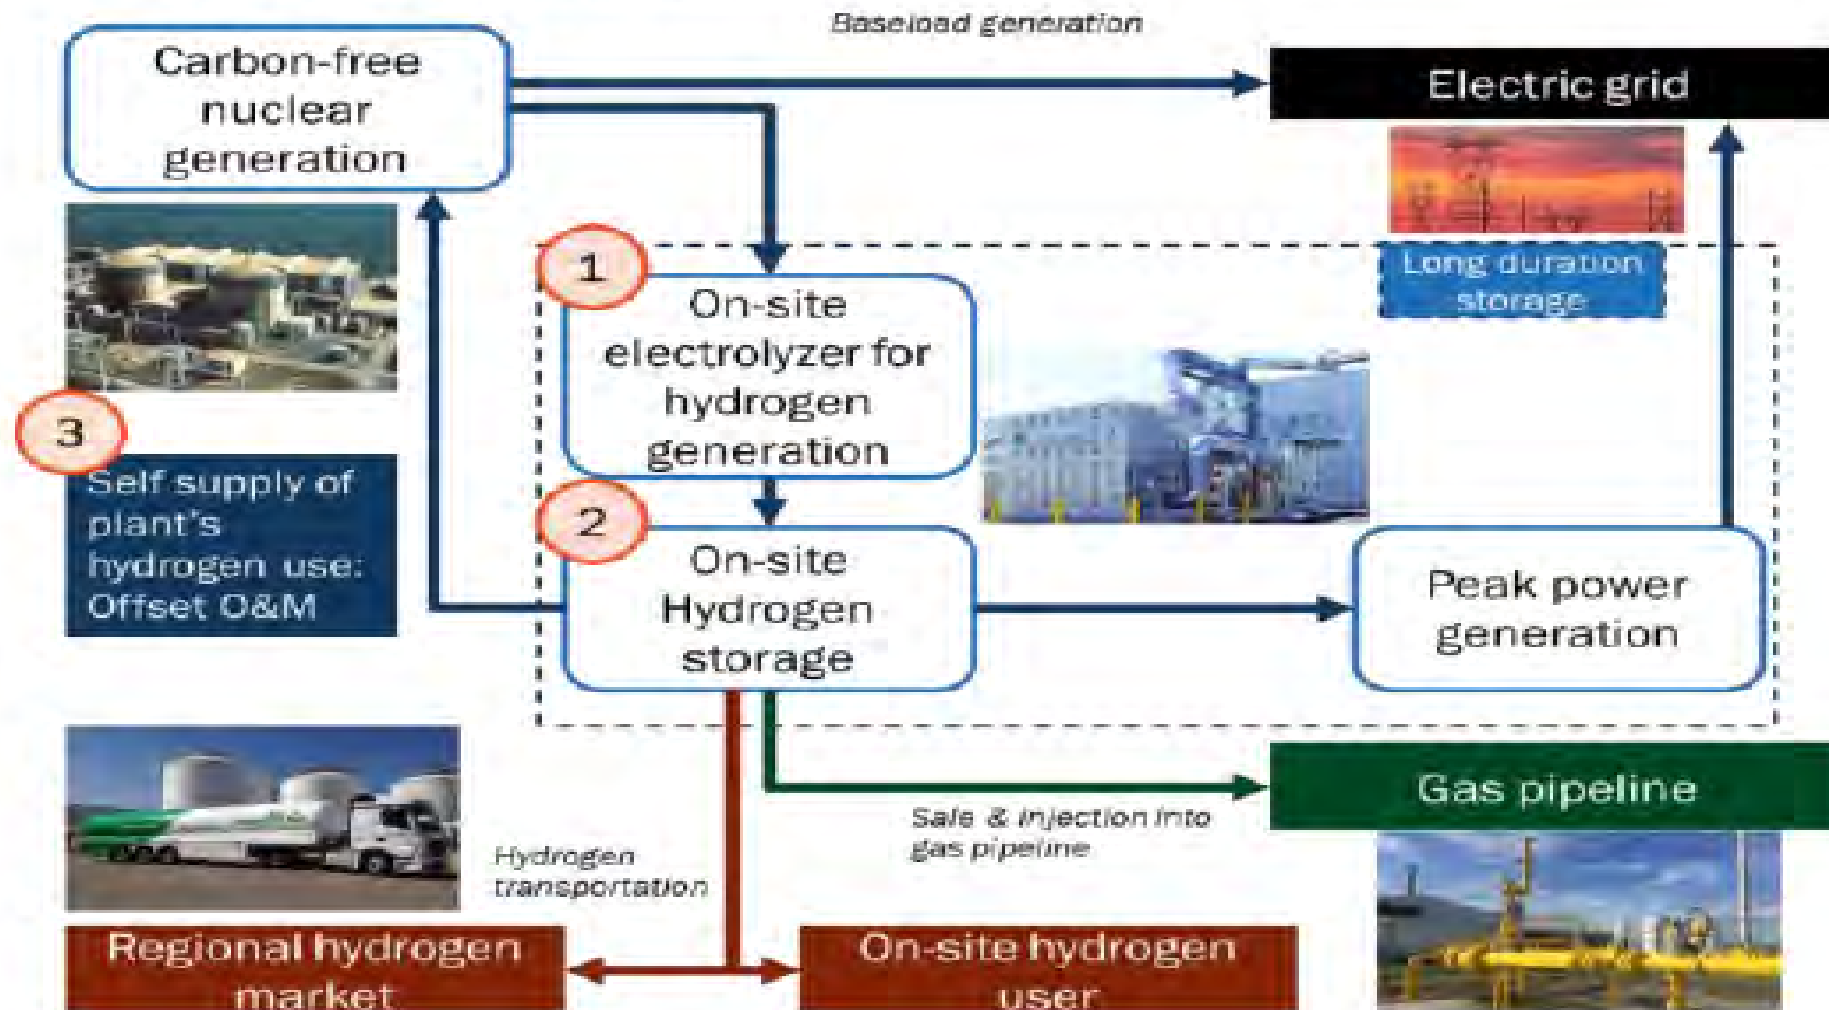 Baseload generation
Carbon-free
nuclear
generation
Electric grid
1
Long duration
storage
On-site
electrolyzer for
hydrogen
generation
3
Self supply of
plant's
hydrogen use:
Offset O&M
2
On-site
Hydrogen
storage
Peak power
generation
Gas pipeline
Sale & injection into
gas pipeline
Hydrogen
transportation
Regional hydrogen
market
On-site hydrogen
user